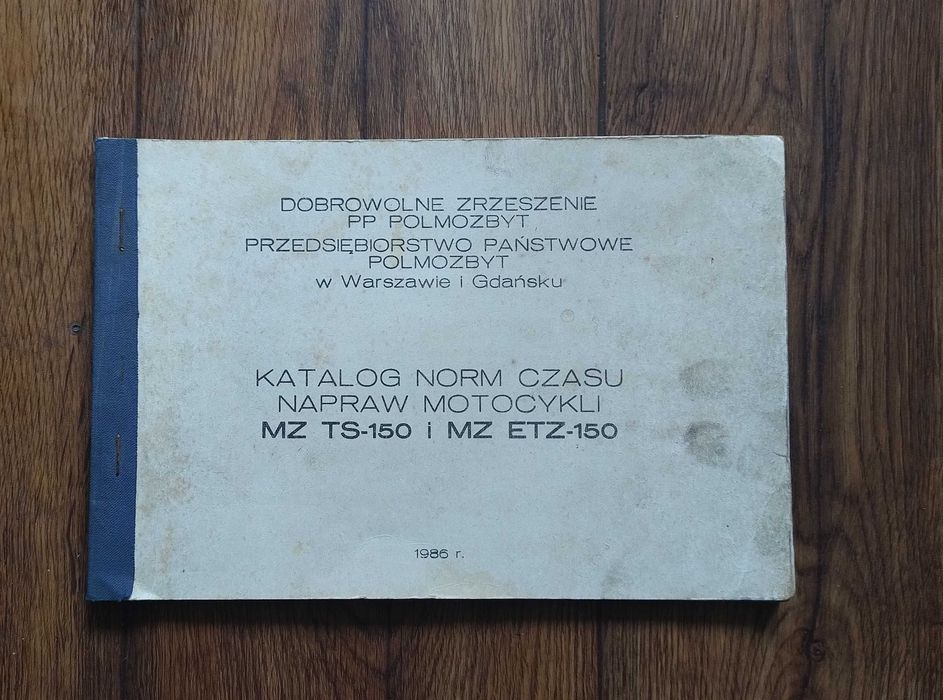 DOBROWOLNE ZRZESZENIE
PP POLMOZBYT
PRZEDSIĘBIORSTWO PAŃSTWOWE
POLMOZBYT
w Warszawie i Gdańsku
KATALOG NORM CZASU
NAPRAW MOTOCYKLI
MZ TS-150 i MZ ETZ-150
1986 r.